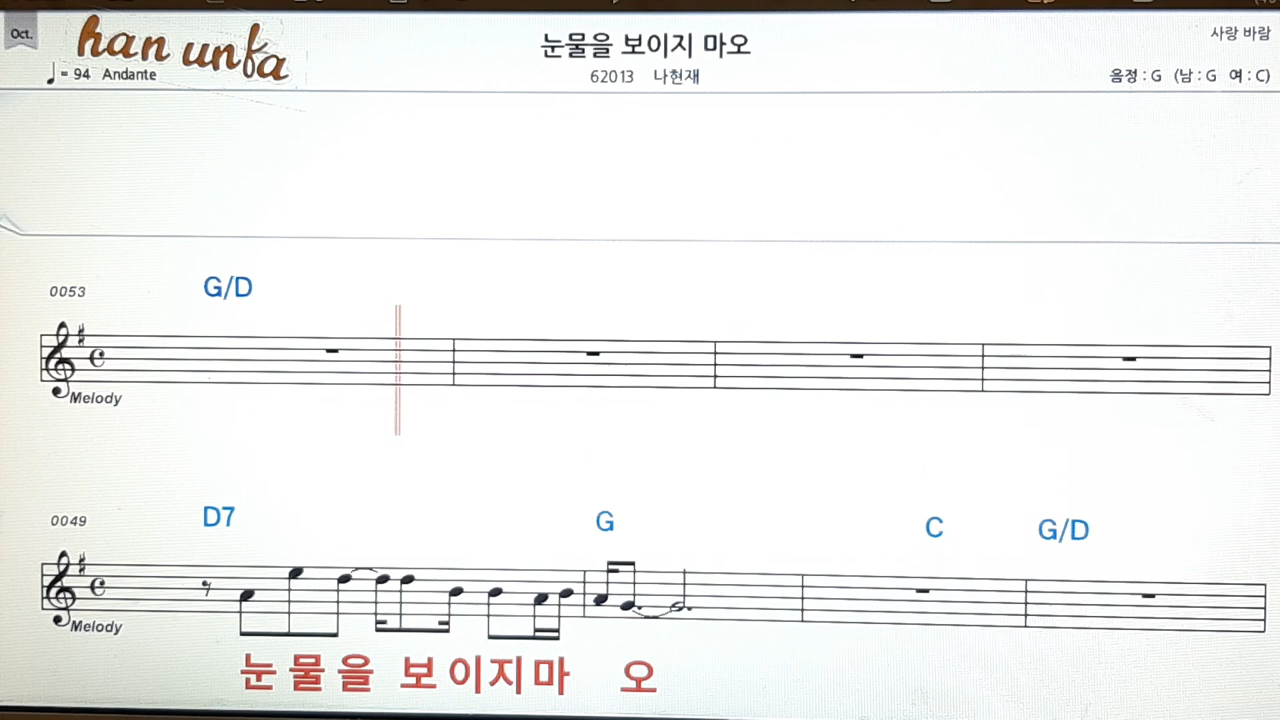 Oct.
han unfa
눈물을 보이지 마오
사랑 바람
♩= 94 Andante
62013 나현재
음정 : G (남 : G 여 : C)
0053
G/D
Melody
0049
D7 G C G/D
Melody
눈물을 보이지마 오